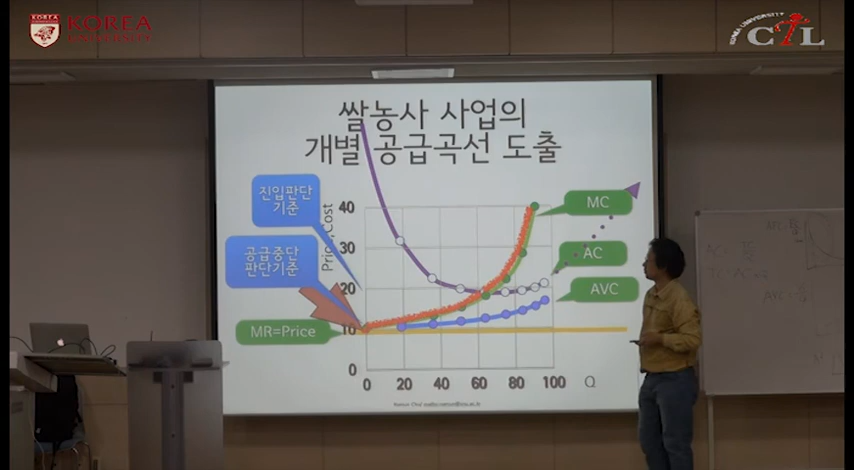 KOREA
UNIVERSITY
KOREA UNIVERSITY
CTL
쌀농사 사업의
개별 공급곡선 도출
진입판단
기준
공급중단
판단기준
MR=Price
Cost
40
30
20
10
0
0 20 40 60 80 100 Q
MC
AC
AVC